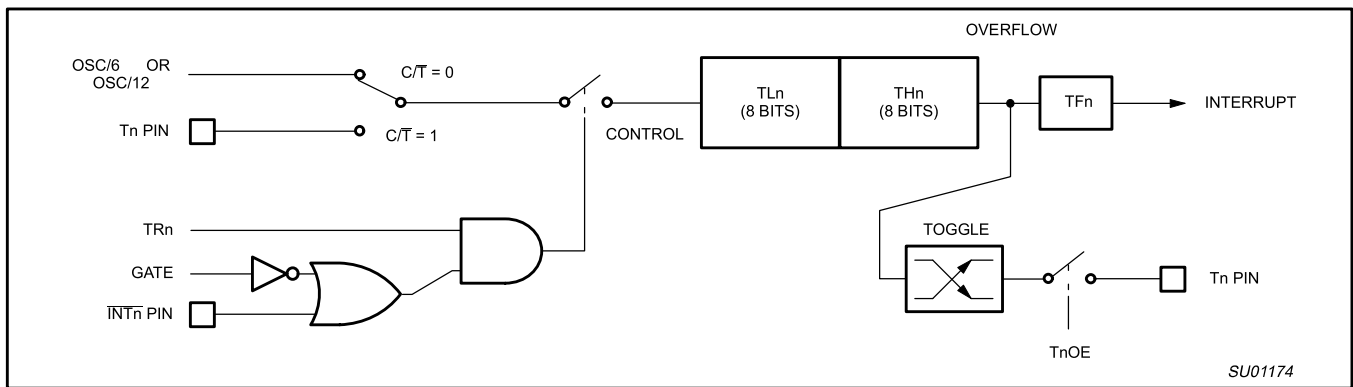 OVERFLOW
OSC/6 OR
OSC/12
C/T̅ = 0
TLn
(8 BITS)
THn
(8 BITS)
TFn
INTERRUPT
Tn PIN
C/T̅ = 1
CONTROL
TRn
TOGGLE
GATE
Tn PIN
I̅N̅T̅n̅ PIN
TnOE
SU01174